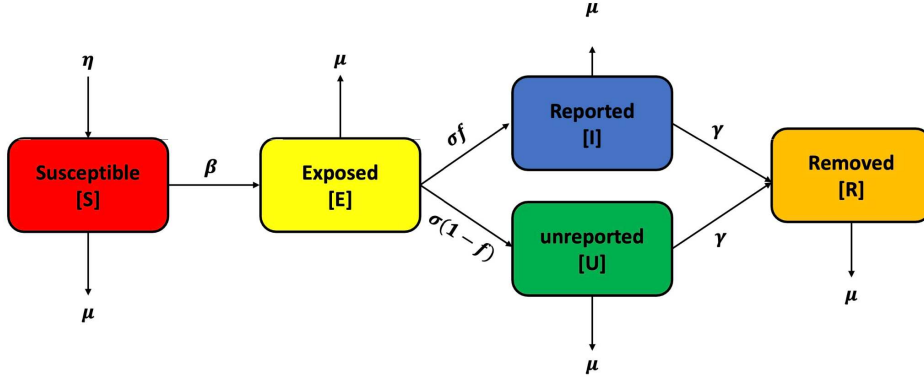 η
μ
μ
Susceptible
[S]
β
Exposed
[E]
σf
σ(1 − f)
Reported
[I]
unreported
[U]
γ
γ
Removed
[R]
μ
μ
μ